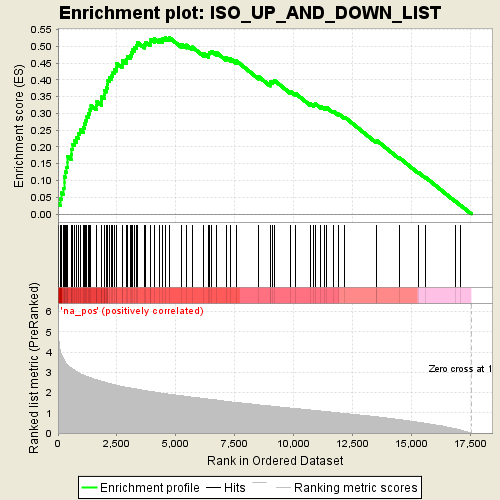 Enrichment plot: ISO_UP_AND_DOWN_LIST
Enrichment score (ES)
0.55
0.50
0.45
0.40
0.35
0.30
0.25
0.20
0.15
0.10
0.05
0.00
'na_pos' (positively correlated)
Ranked list metric (PreRanked)
6
5
4
3
2
1
0
Zero cross at 1
0 2,500 5,000 7,500 10,000 12,500 15,000 17,500
Rank in Ordered Dataset
Enrichment profile Hits Ranking metric scores